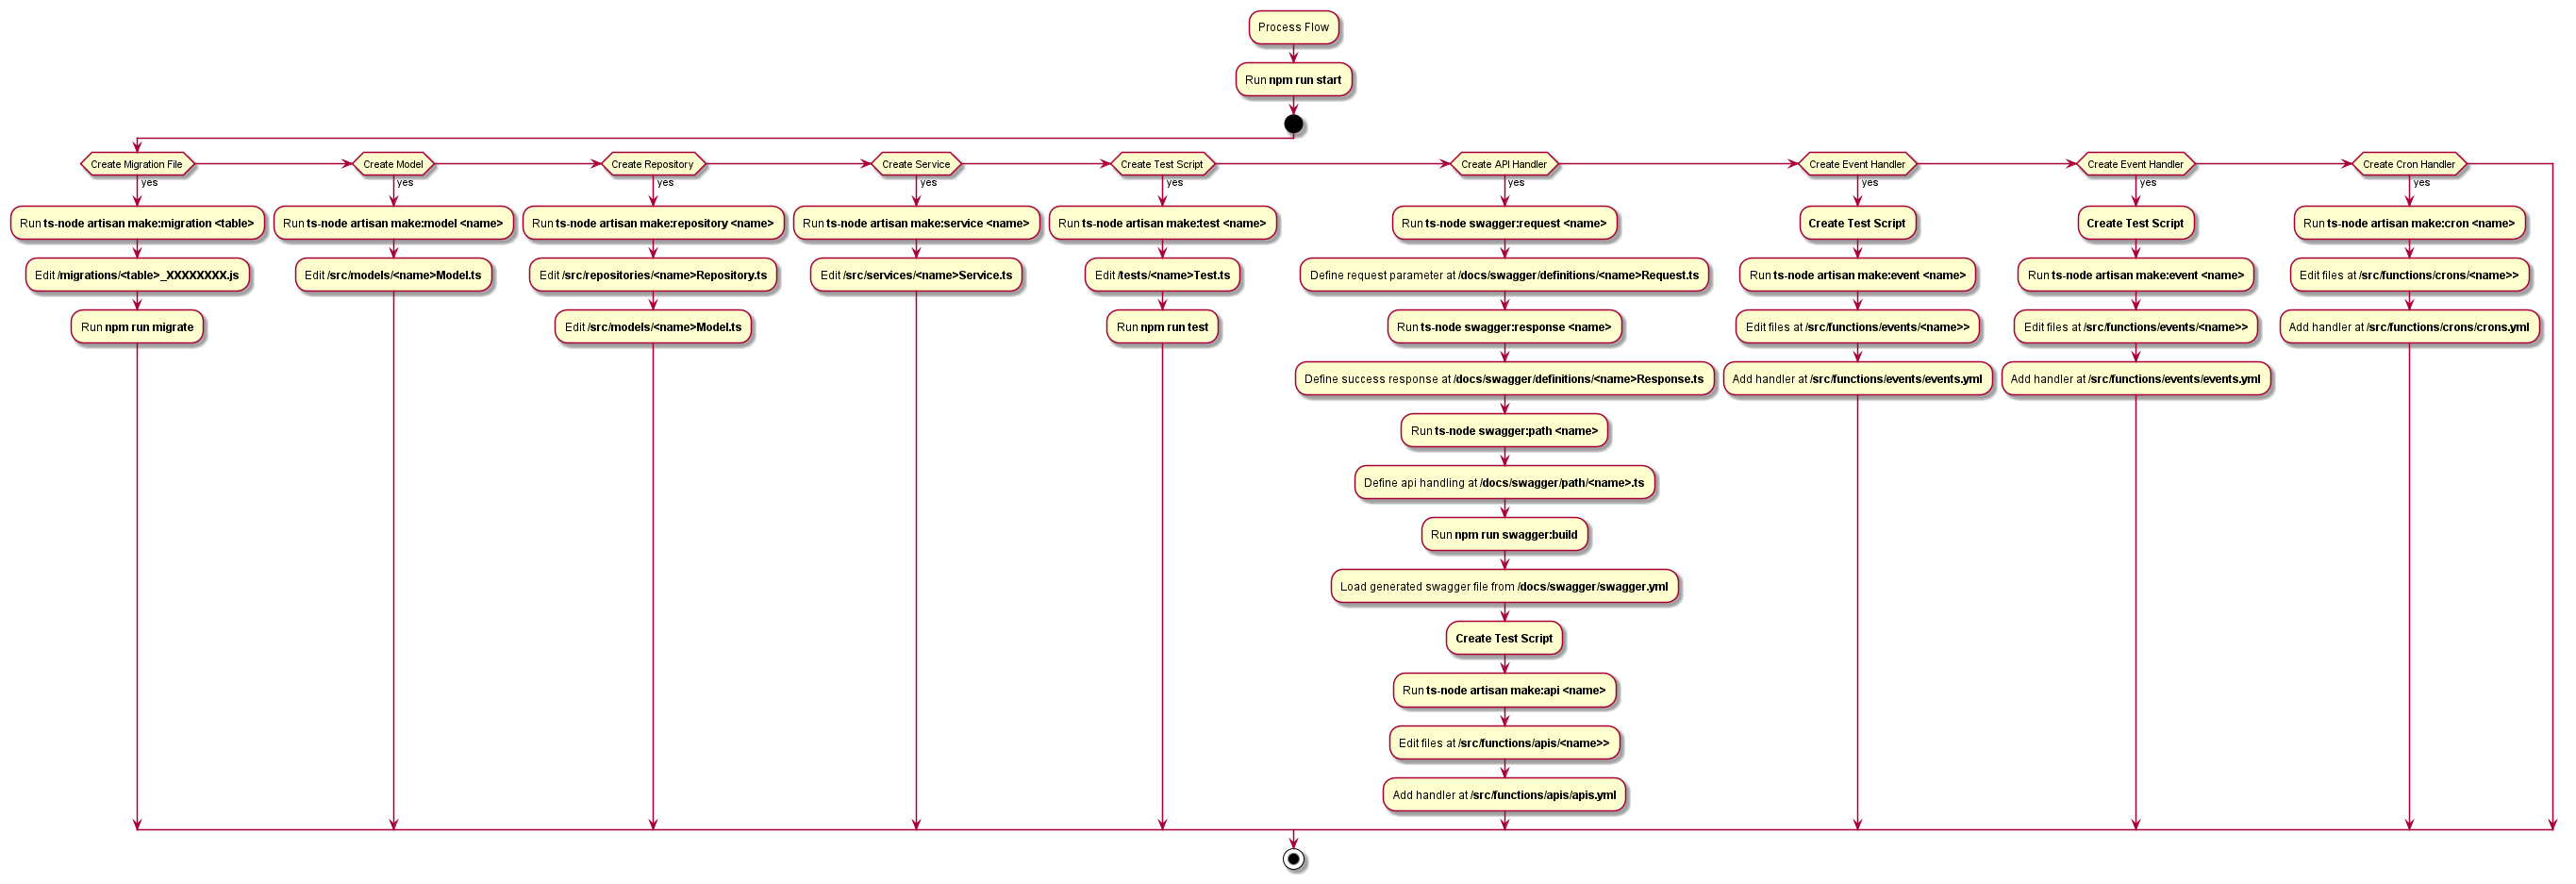 Process Flow
Run npm run start
Create Migration File
yes
Run ts-node artisan make:migration <table>
Edit /migrations/<table>_XXXXXXXX.js
Run npm run migrate
Create Model
yes
Run ts-node artisan make:model <name>
Edit /src/models/<name>Model.ts
Create Repository
yes
Run ts-node artisan make:repository <name>
Edit /src/repositories/<name>Repository.ts
Edit /src/models/<name>Model.ts
Create Service
yes
Run ts-node artisan make:service <name>
Edit /src/services/<name>Service.ts
Create Test Script
yes
Run ts-node artisan make:test <name>
Edit /tests/<name>Test.ts
Run npm run test
Create API Handler
yes
Run ts-node swagger:request <name>
Define request parameter at /docs/swagger/definitions/<name>Request.ts
Run ts-node swagger:response <name>
Define success response at /docs/swagger/definitions/<name>Response.ts
Run ts-node swagger:path <name>
Define api handling at /docs/swagger/path/<name>.ts
Run npm run swagger:build
Load generated swagger file from /docs/swagger/swagger.yml
Create Test Script
Run ts-node artisan make:api <name>
Edit files at /src/functions/apis/<name>>
Add handler at /src/functions/apis/apis.yml
Create Event Handler
yes
Create Test Script
Run ts-node artisan make:event <name>
Edit files at /src/functions/events/<name>>
Add handler at /src/functions/events/events.yml
Create Event Handler
yes
Create Test Script
Run ts-node artisan make:event <name>
Edit files at /src/functions/events/<name>>
Add handler at /src/functions/events/events.yml
Create Cron Handler
yes
Run ts-node artisan make:cron <name>
Edit files at /src/functions/crons/<name>>
Add handler at /src/functions/crons/crons.yml